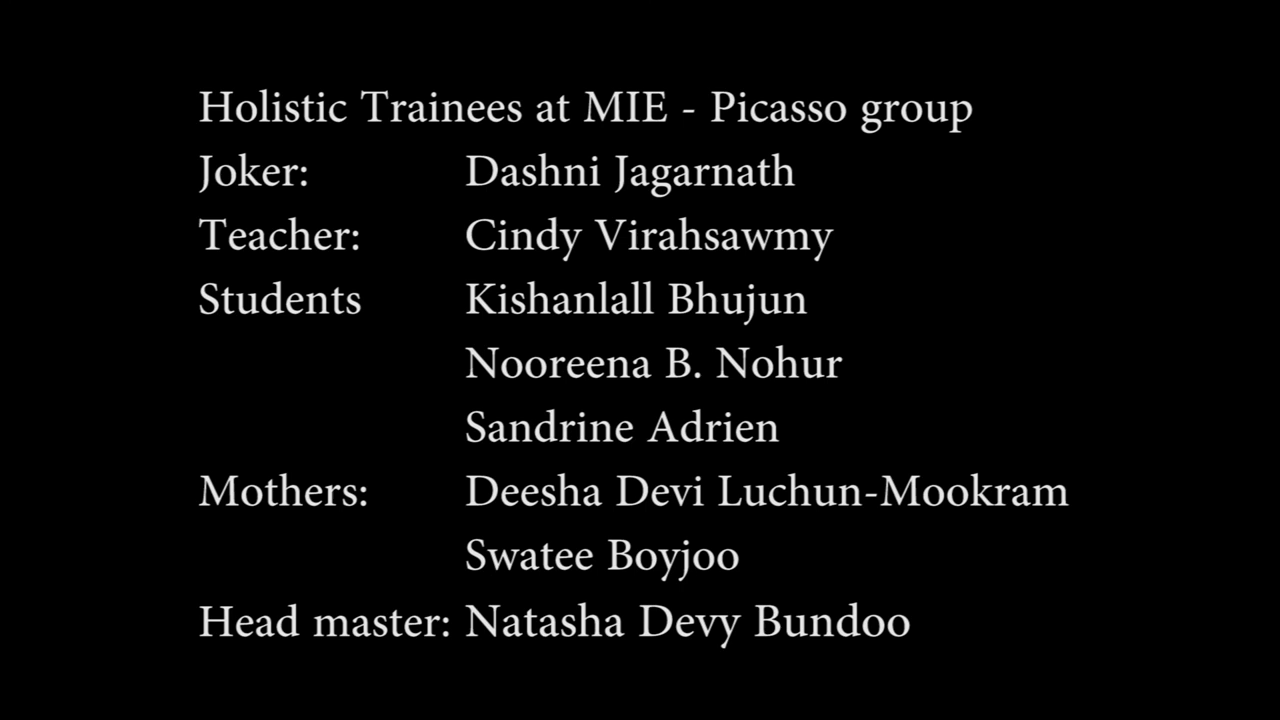 Holistic Trainees at MIE - Picasso group
Joker: Dashni Jagarnath
Teacher: Cindy Virahsawmy
Students Kishanlall Bhujun
Nooreena B. Nohur
Sandrine Adrien
Mothers: Deesha Devi Luchun-Mookram
Swatee Boyjoo
Head master: Natasha Devy Bundoo